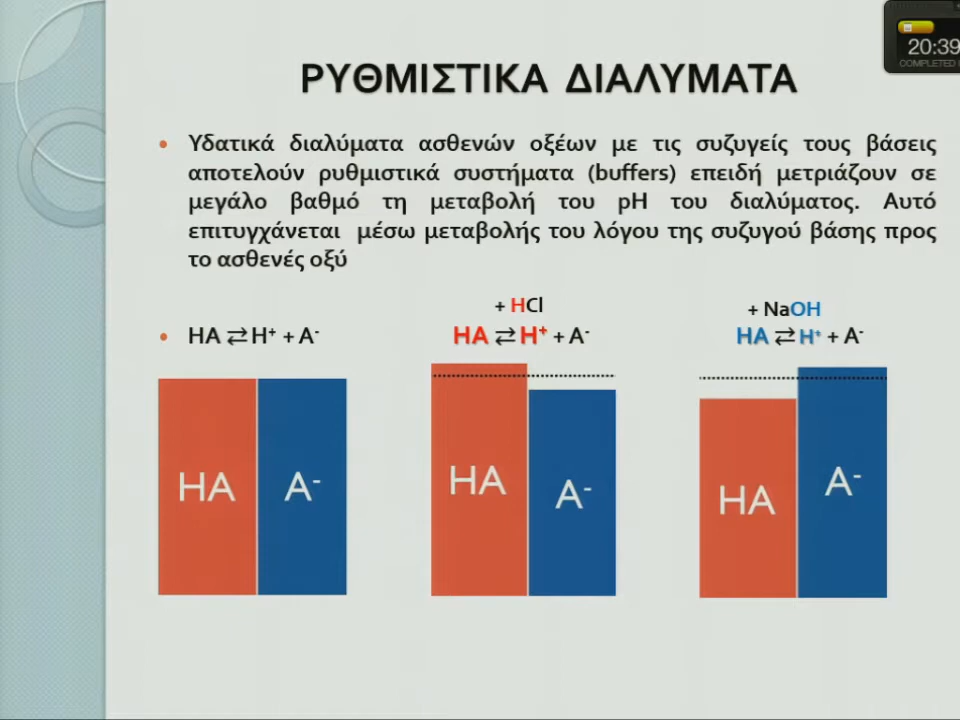 20:39
COMPLETED
ΡΥΘΜΙΣΤΙΚΑ ΔΙΑΛΥΜΑΤΑ
• Υδατικά διαλύματα ασθενών οξέων με τις συζυγείς τους βάσεις
αποτελούν ρυθμιστικά συστήματα (buffers) επειδή μετριάζουν σε
μεγάλο βαθμό τη μεταβολή του pH του διαλύματος. Αυτό
επιτυγχάνεται μέσω μεταβολής του λόγου της συζυγού βάσης προς
το ασθενές οξύ
+ HCl
+ NaOH
• HA ⇄ H⁺ + A⁻
HA ⇄ H⁺ + A⁻
HA ⇄ H⁺ + A⁻
HA
A⁻
HA
A⁻
HA
A⁻